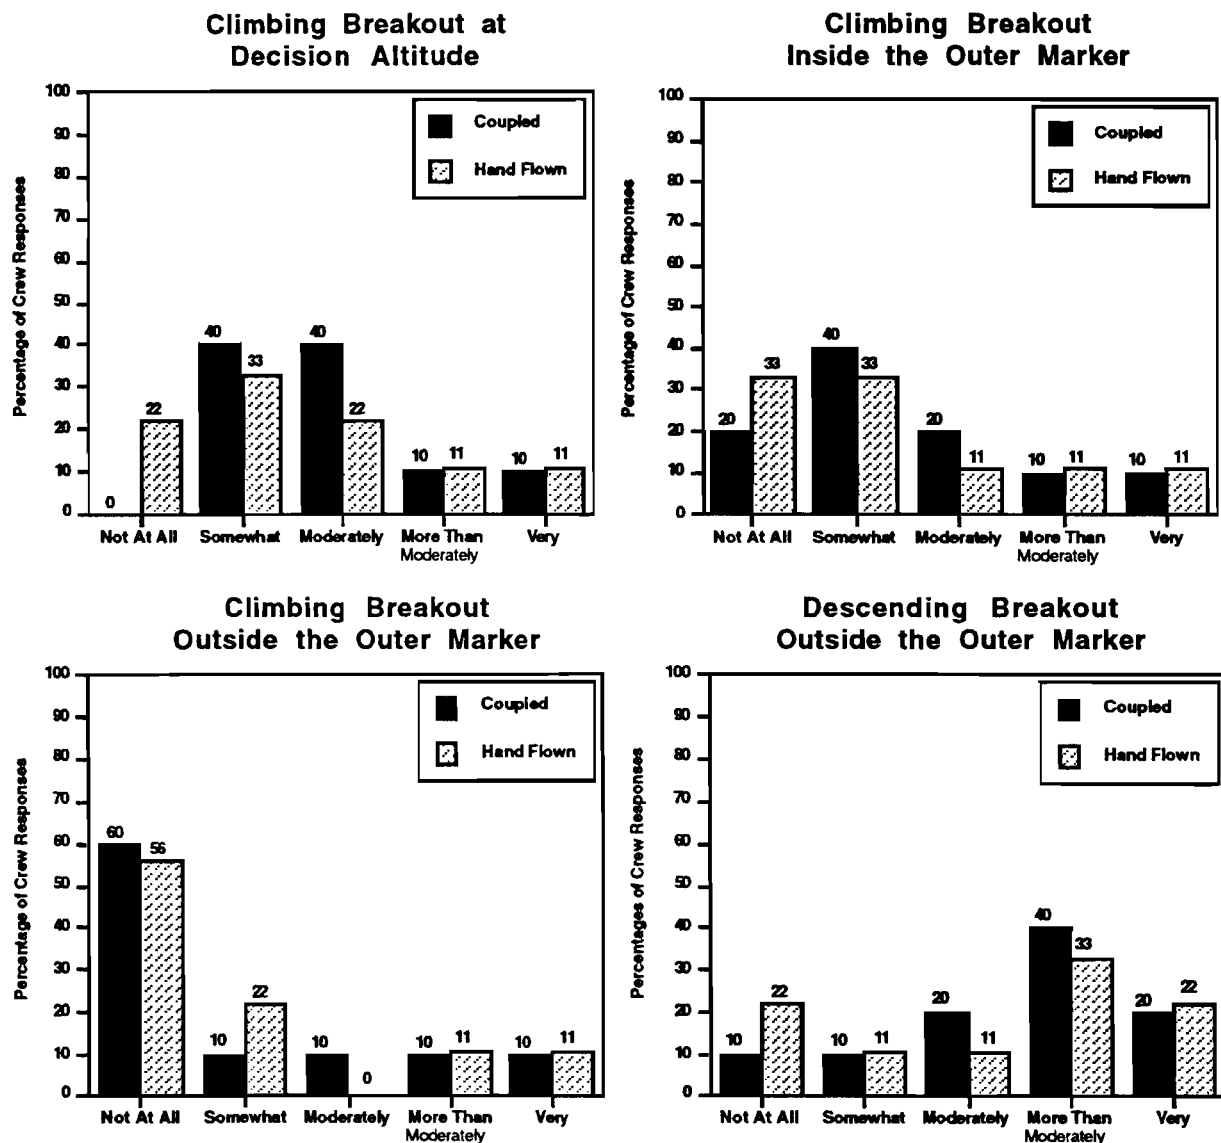 Climbing Breakout at
Decision Altitude
Percentage of Crew Responses
100
90
80
70
60
50
40
30
20
10
0
Coupled
Hand Flown
0
22
40
33
40
22
10
11
10
11
Not At All
Somewhat
Moderately
More Than
Moderately
Very
Climbing Breakout
Inside the Outer Marker
Percentage of Crew Responses
100
90
80
70
60
50
40
30
20
10
0
Coupled
Hand Flown
20
33
40
33
20
11
10
11
10
11
Not At All
Somewhat
Moderately
More Than
Moderately
Very
Climbing Breakout
Outside the Outer Marker
Percentage of Crew Responses
100
90
80
70
60
50
40
30
20
10
0
Coupled
Hand Flown
60
56
10
22
10
0
10
11
10
11
Not At All
Somewhat
Moderately
More Than
Moderately
Very
Descending Breakout
Outside the Outer Marker
Percentages of Crew Responses
100
90
80
70
60
50
40
30
20
10
0
Coupled
Hand Flown
10
22
10
11
20
11
40
33
20
22
Not At All
Somewhat
Moderately
More Than
Moderately
Very